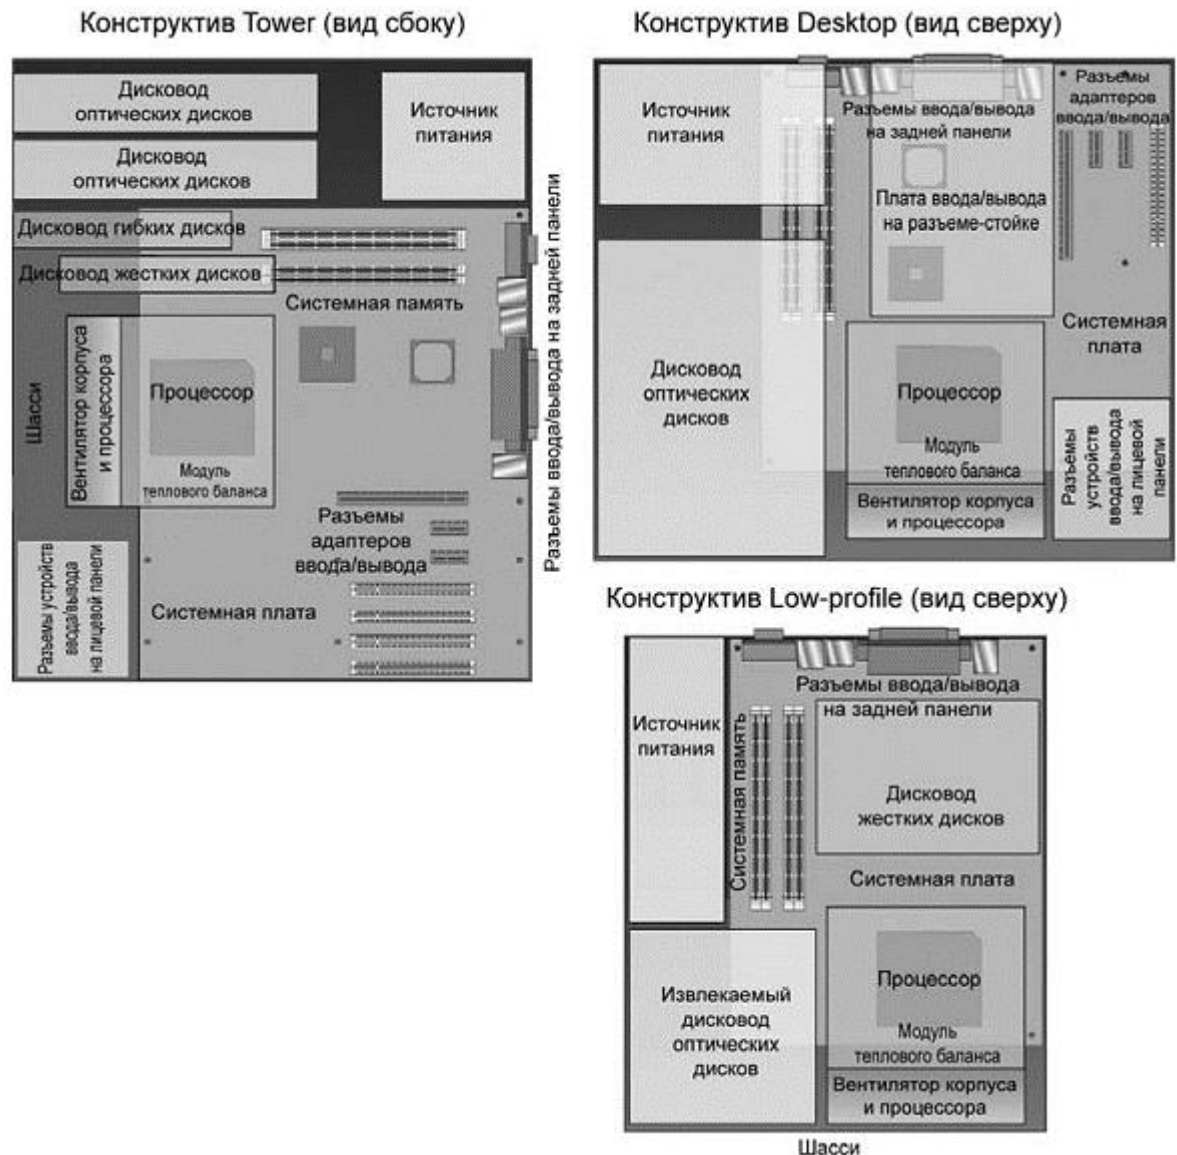 Конструктив Tower (вид сбоку)
Дисковод
оптических дисков
Дисковод
оптических дисков
Источник
питания
Дисковод гибких дисков
Дисковод жестких дисков
Системная память
Шасси
Вентилятор корпуса
и процессора
Процессор
Модуль
теплового баланса
Разъемы ввода/вывода на задней панели
Разъемы
адаптеров
ввода/вывода
Разъемы устройств
ввода/вывода
на лицевой панели
Системная плата
Конструктив Desktop (вид сверху)
Источник
питания
Разъемы ввода/вывода
на задней панели
Разъемы
адаптеров
ввода/вывода
Плата ввода/вывода
на разъеме-стойке
Системная
плата
Дисковод
оптических
дисков
Процессор
Модуль
теплового баланса
Вентилятор корпуса
и процессора
Разъемы
устройств
ввода/вывода
на лицевой
панели
Конструктив Low-profile (вид сверху)
Разъемы ввода/вывода
на задней панели
Источник
питания
Системная память
Дисковод
жестких дисков
Системная плата
Извлекаемый
дисковод
оптических
дисков
Процессор
Модуль
теплового баланса
Вентилятор корпуса
и процессора
Шасси